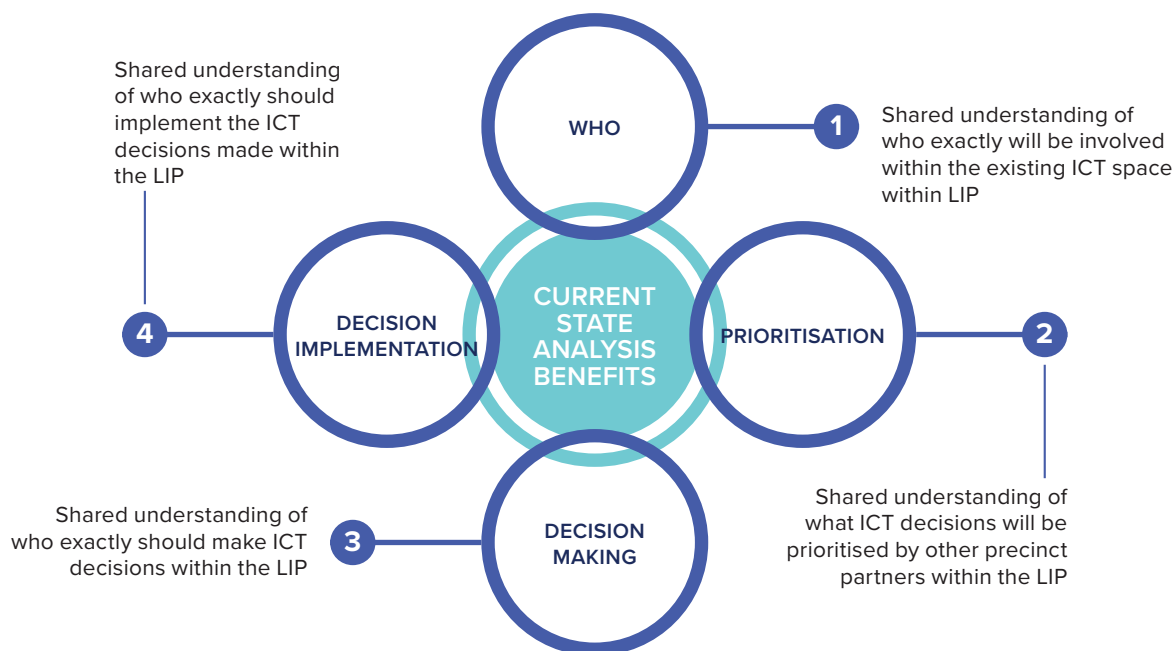 WHO
1
Shared understanding of
who exactly will be involved
within the existing ICT space
within LIP
CURRENT
STATE
ANALYSIS
BENEFITS
PRIORITISATION
2
Shared understanding of
what ICT decisions will be
prioritised by other precinct
partners within the LIP
DECISION
MAKING
3
Shared understanding of
who exactly should make ICT
decisions within the LIP
DECISION
IMPLEMENTATION
4
Shared understanding
of who exactly should
implement the ICT
decisions made within
the LIP